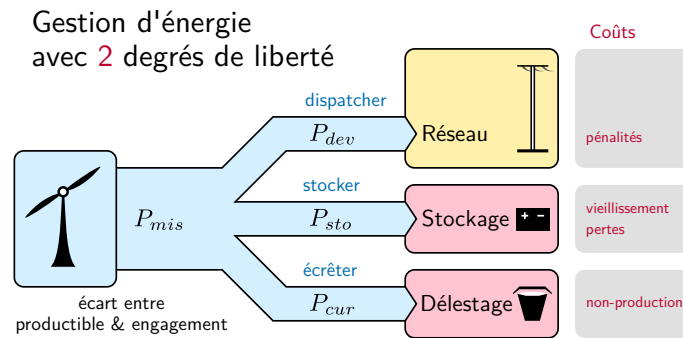 Gestion d'énergie
avec 2 degrés de liberté
Coûts
dispatcher
P_dev
Réseau
pénalités
stocker
P_mis
P_sto
Stockage
+ -
vieillissement
pertes
écrêter
P_cur
Délestage
non-production
écart entre
productible & engagement